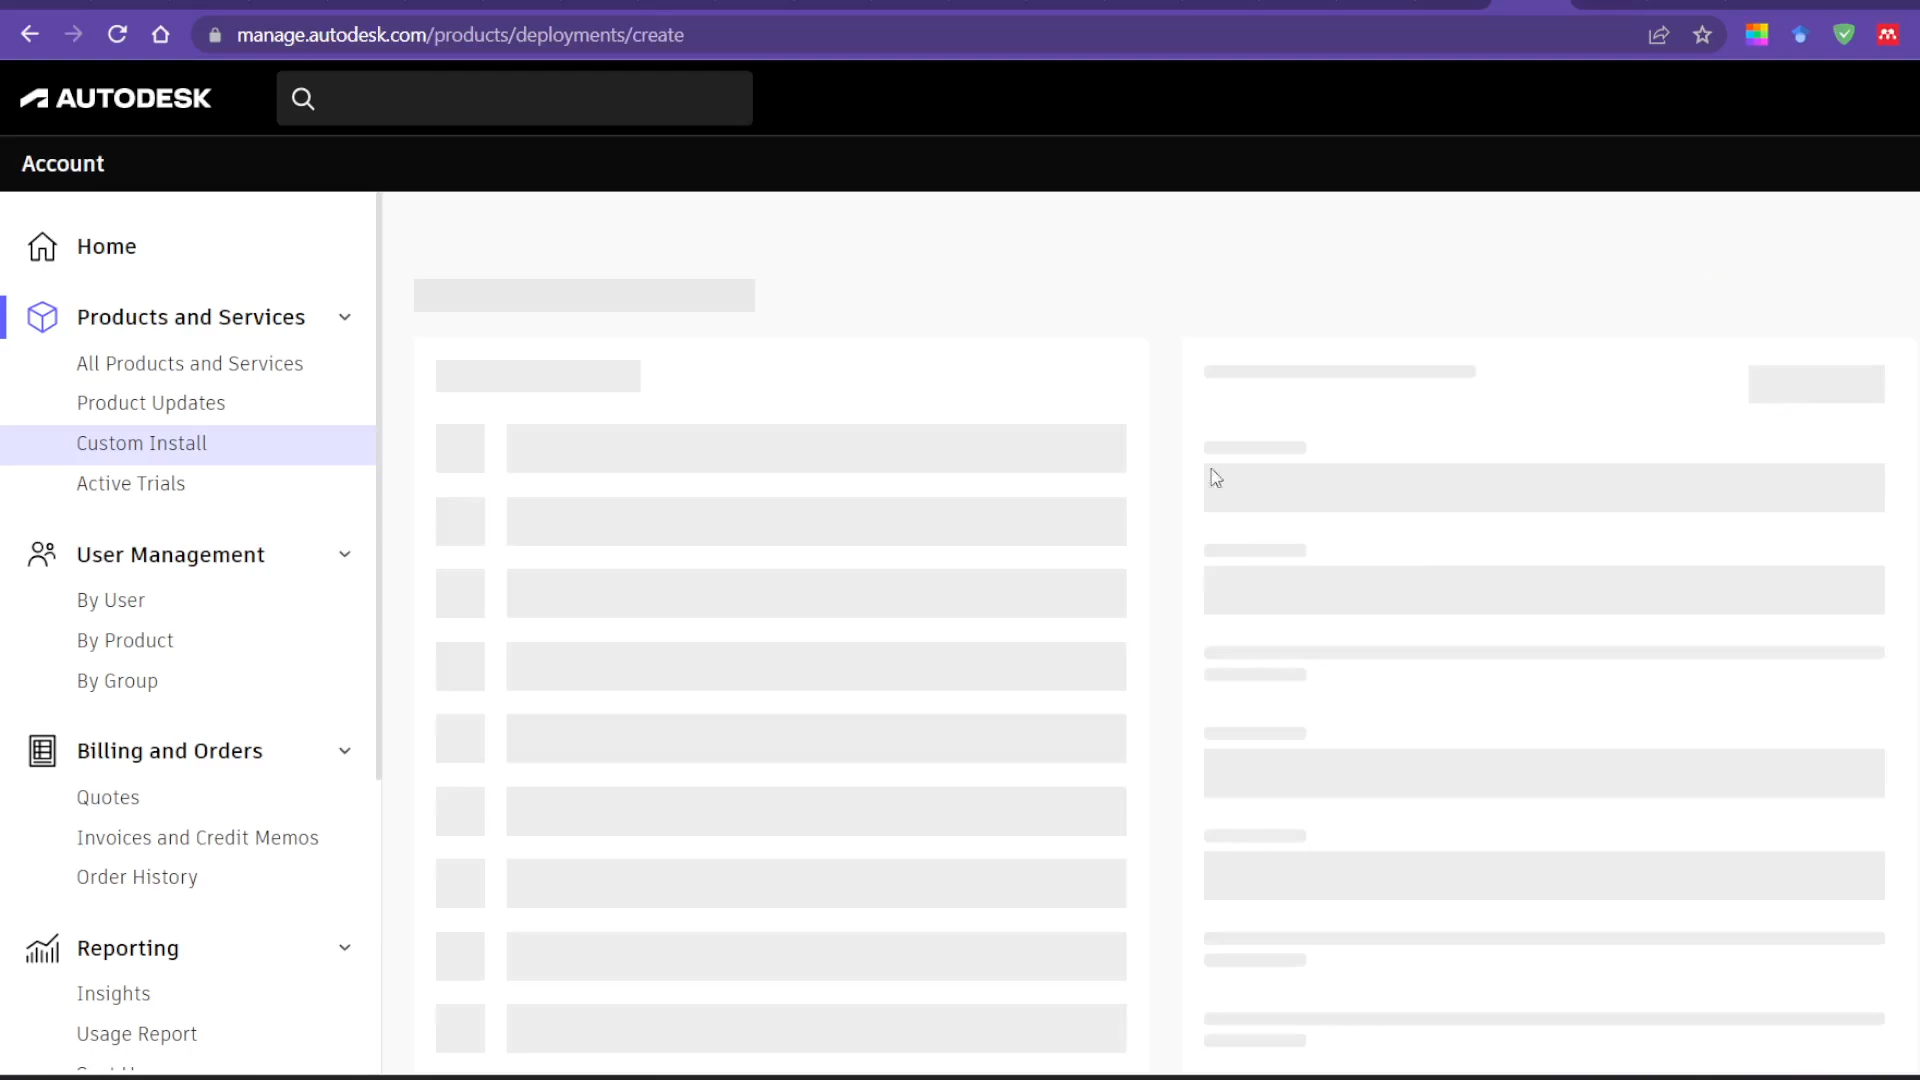 manage.autodesk.com/products/deployments/create
AUTODESK
Account
Home
Products and Services
All Products and Services
Product Updates
Custom Install
Active Trials
User Management
By User
By Product
By Group
Billing and Orders
Quotes
Invoices and Credit Memos
Order History
Reporting
Insights
Usage Report